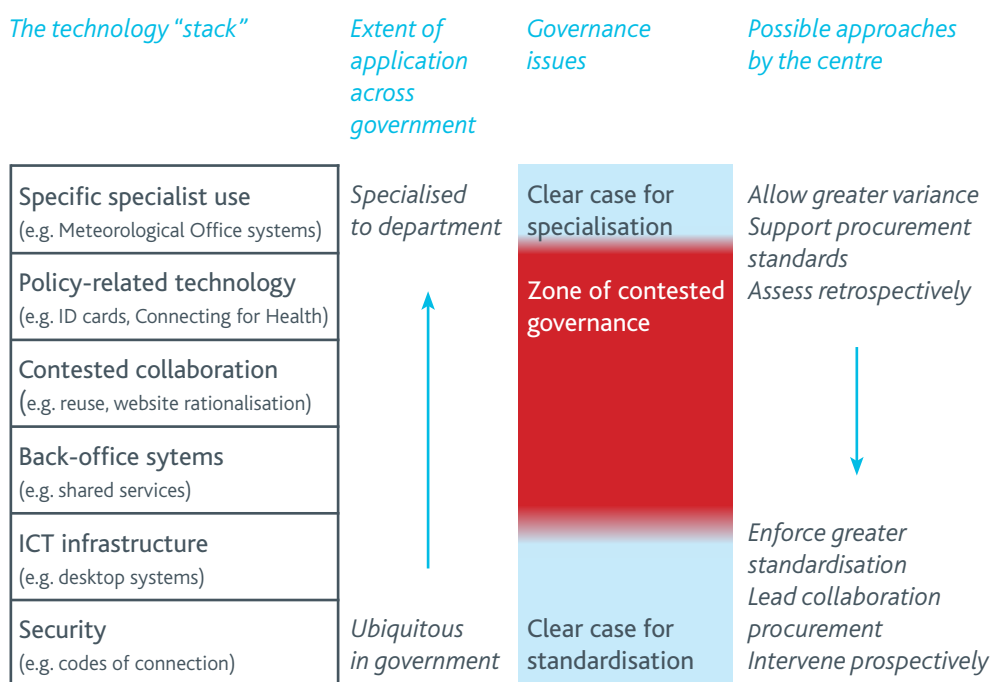 The technology “stack”
Extent of
application
across
government
Governance
issues
Possible approaches
by the centre
Specific specialist use
(e.g. Meteorological Office systems)
Policy-related technology
(e.g. ID cards, Connecting for Health)
Contested collaboration
(e.g. reuse, website rationalisation)
Back-office sytems
(e.g. shared services)
ICT infrastructure
(e.g. desktop systems)
Security
(e.g. codes of connection)
Specialised
to department
Ubiquitous
in government
Clear case for
specialisation
Zone of contested
governance
Clear case for
standardisation
Allow greater variance
Support procurement
standards
Assess retrospectively
Enforce greater
standardisation
Lead collaboration
procurement
Intervene prospectively